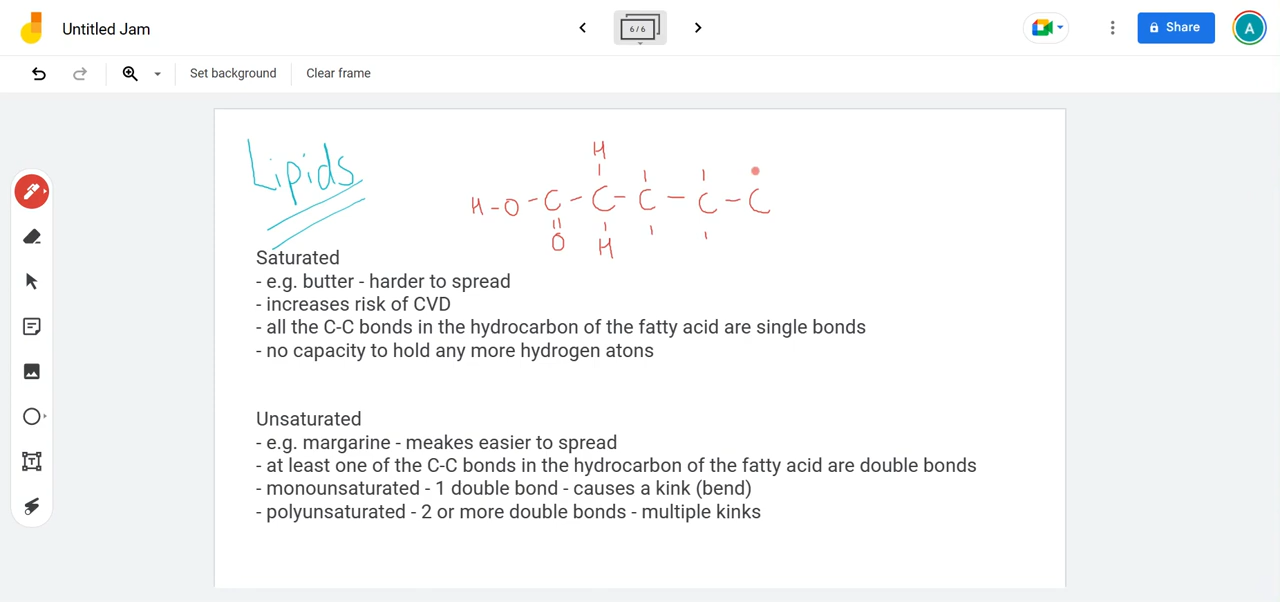 Untitled Jam
6/6
Share
A
Set background
Clear frame
Lipids
H
H-O-C-C-C-C-C
O H
Saturated
- e.g. butter - harder to spread
- increases risk of CVD
- all the C-C bonds in the hydrocarbon of the fatty acid are single bonds
- no capacity to hold any more hydrogen atons
Unsaturated
- e.g. margarine - meakes easier to spread
- at least one of the C-C bonds in the hydrocarbon of the fatty acid are double bonds
- monounsaturated - 1 double bond - causes a kink (bend)
- polyunsaturated - 2 or more double bonds - multiple kinks